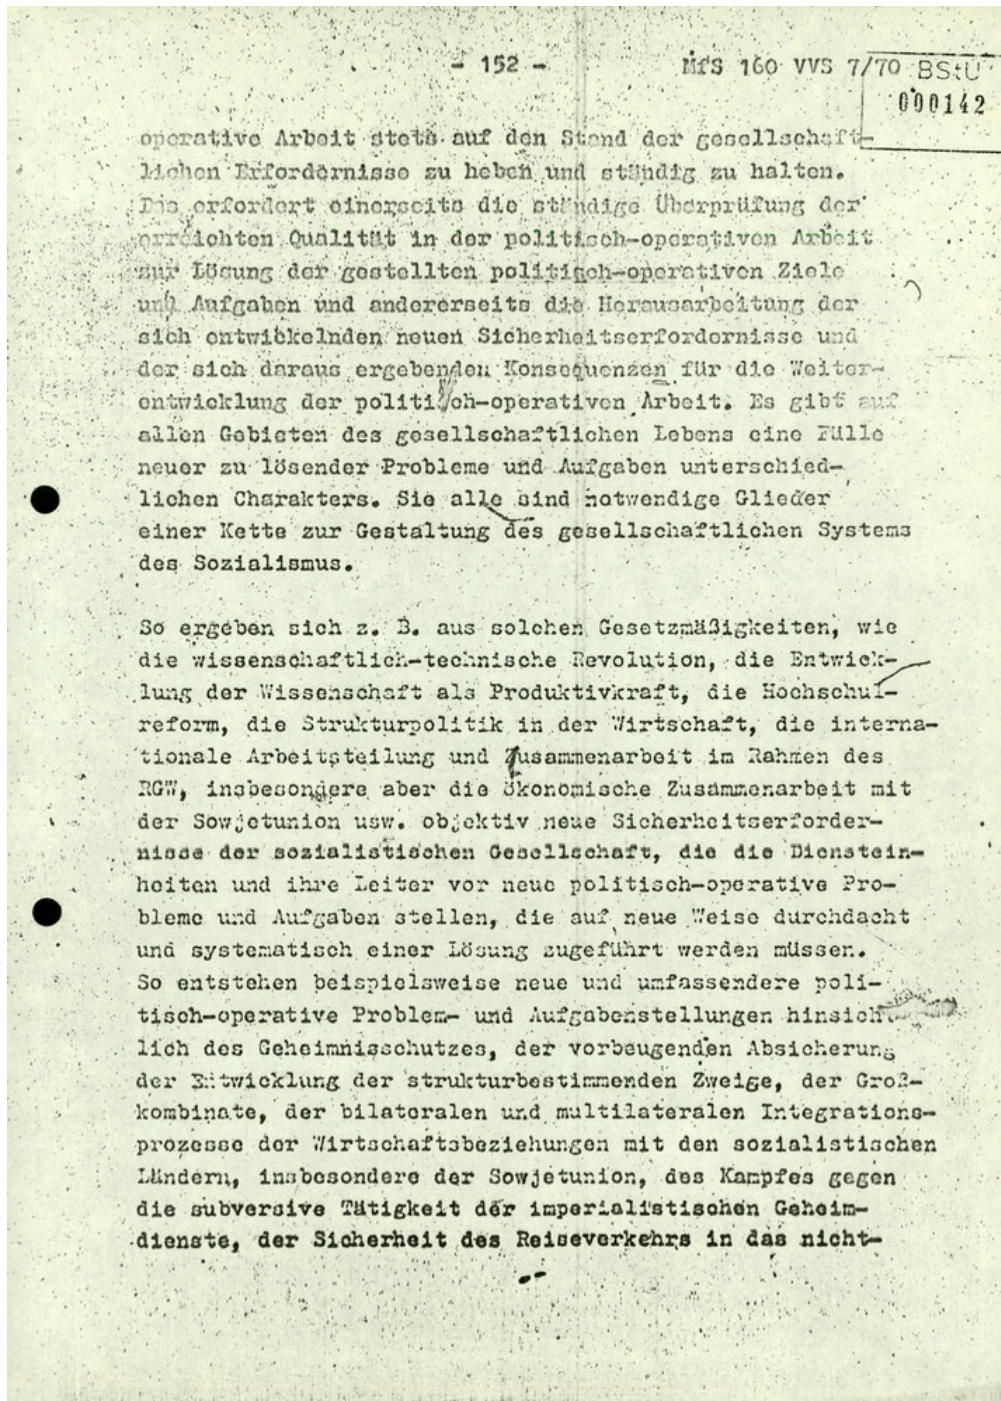 - 152 -
MfS 160 VVS 7/70 BStU
000142
operative Arbeit stets auf den Stand der gesellschaft-
lichen Erfordernisse zu heben und ständig zu halten.
Das erfordert einerseits die ständige Überprüfung der
erreichten Qualität in der politisch-operativen Arbeit
zur Lösung der gestellten politisch-operativen Ziele
und Aufgaben und andererseits die Herausarbeitung der
sich entwickelnden neuen Sicherheitserfordernisse und
der sich daraus ergebenden Konsequenzen für die Weiter-
entwicklung der politisch-operativen Arbeit. Es gibt auf
allen Gebieten des gesellschaftlichen Lebens eine Fülle
neuer zu lösender Probleme und Aufgaben unterschied-
lichen Charakters. Sie alle sind notwendige Glieder
einer Kette zur Gestaltung des gesellschaftlichen Systems
des Sozialismus.
So ergeben sich z. B. aus solchen Gesetzmäßigkeiten, wie
die wissenschaftlich-technische Revolution, die Entwick-
lung der Wissenschaft als Produktivkraft, die Hochschul-
reform, die Strukturpolitik in der Wirtschaft, die interna-
tionale Arbeitsteilung und Zusammenarbeit im Rahmen des
RGW, insbesondere aber die ökonomische Zusammenarbeit mit
der Sowjetunion usw. objektiv neue Sicherheitserforder-
nisse der sozialistischen Gesellschaft, die die Dienstein-
heiten und ihre Leiter vor neue politisch-operative Pro-
bleme und Aufgaben stellen, die auf neue Weise durchdacht
und systematisch einer Lösung zugeführt werden müssen.
So entstehen beispielsweise neue und umfassendere poli-
tisch-operative Problem- und Aufgabenstellungen hinsicht-
lich des Geheimnisschutzes, der vorbeugenden Absicherung
der Entwicklung der strukturbestimmenden Zweige, der Groß-
kombinate, der bilateralen und multilateralen Integrations-
prozesse der Wirtschaftsbeziehungen mit den sozialistischen
Ländern, insbesondere der Sowjetunion, des Kampfes gegen
die subversive Tätigkeit der imperialistischen Geheim-
dienste, der Sicherheit des Reiseverkehrs in das nicht-